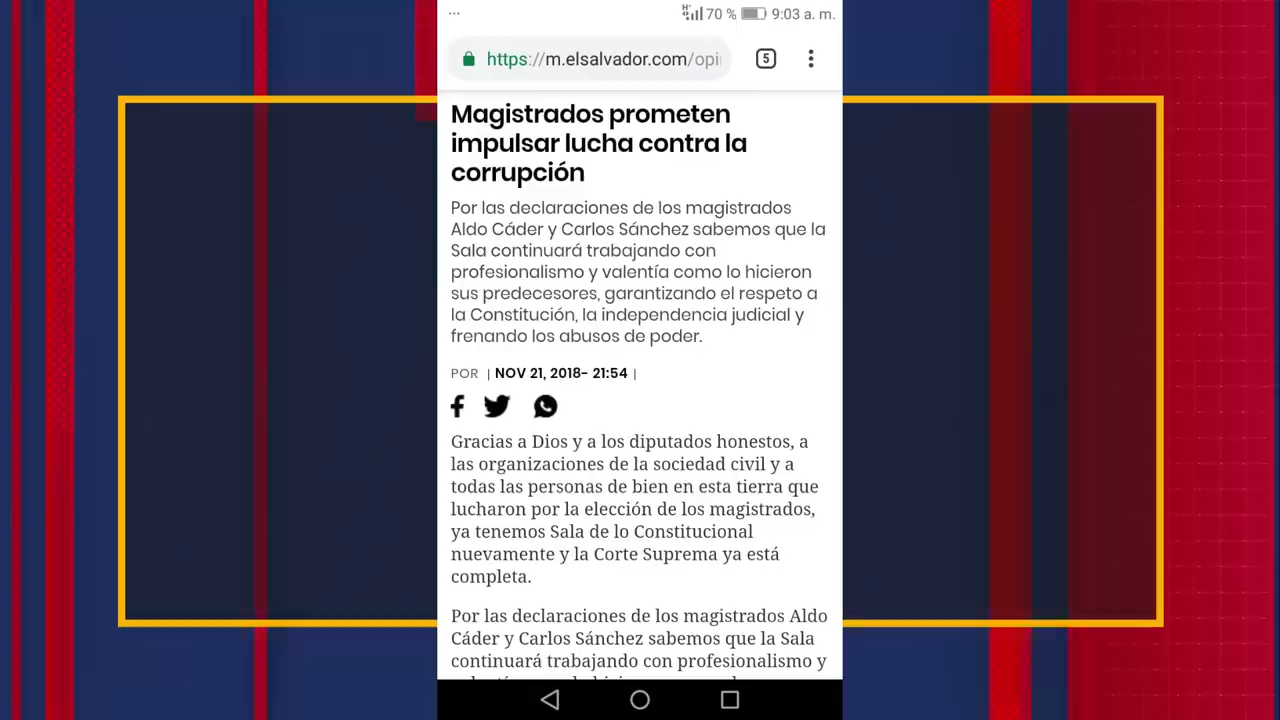 ...
70 %
9:03 a. m.
https://m.elsalvador.com/opi
5
Magistrados prometen
impulsar lucha contra la
corrupción
Por las declaraciones de los magistrados
Aldo Cáder y Carlos Sánchez sabemos que la
Sala continuará trabajando con
profesionalismo y valentía como lo hicieron
sus predecesores, garantizando el respeto a
la Constitución, la independencia judicial y
frenando los abusos de poder.
POR | NOV 21, 2018- 21:54 |
Gracias a Dios y a los diputados honestos, a
las organizaciones de la sociedad civil y a
todas las personas de bien en esta tierra que
lucharon por la elección de los magistrados,
ya tenemos Sala de lo Constitucional
nuevamente y la Corte Suprema ya está
completa.
Por las declaraciones de los magistrados Aldo
Cáder y Carlos Sánchez sabemos que la Sala
continuará trabajando con profesionalismo y